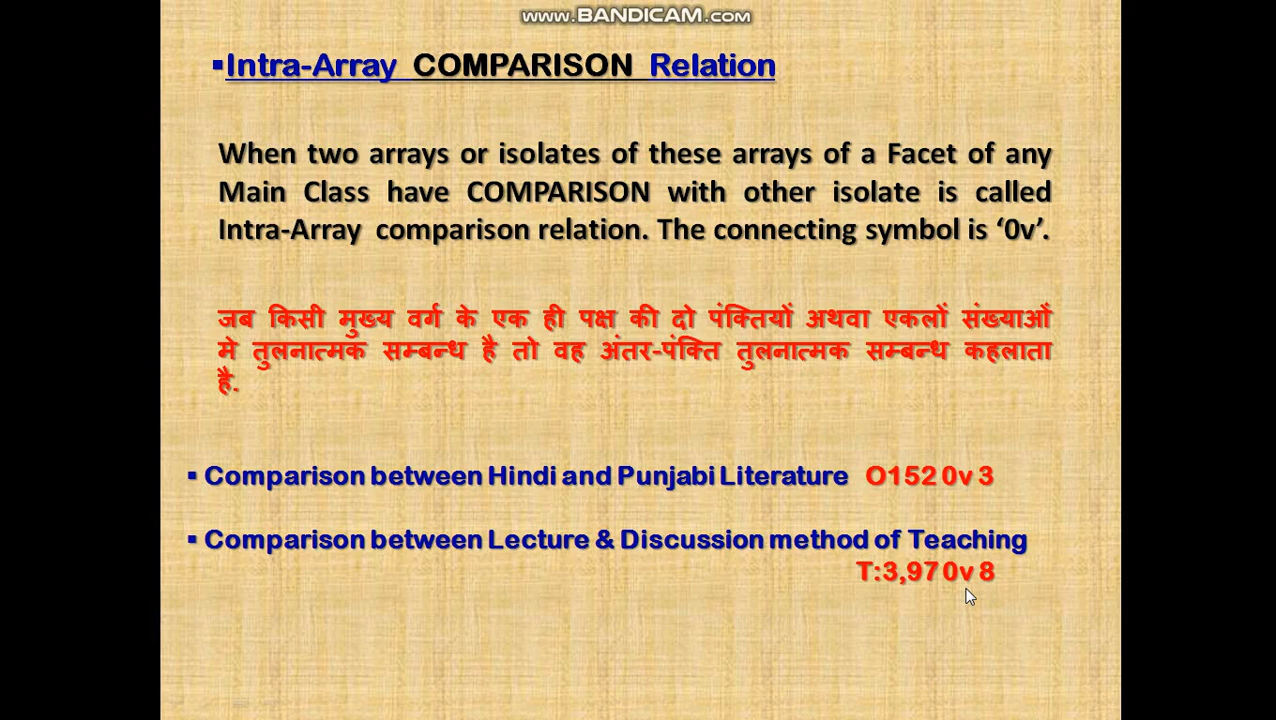 www.BANDICAM.com
▪Intra-Array COMPARISON Relation
When two arrays or isolates of these arrays of a Facet of any
Main Class have COMPARISON with other isolate is called
Intra-Array comparison relation. The connecting symbol is ‘0v’.
जब किसी मुख्य वर्ग के एक ही पक्ष की दो पंक्तियों अथवा एकलों संख्याओं
मे तुलनात्मक सम्बन्ध है तो वह अंतर-पंक्ति तुलनात्मक सम्बन्ध कहलाता
है.
▪ Comparison between Hindi and Punjabi Literature O152 0v 3
▪ Comparison between Lecture & Discussion method of Teaching
T:3,97 0v 8